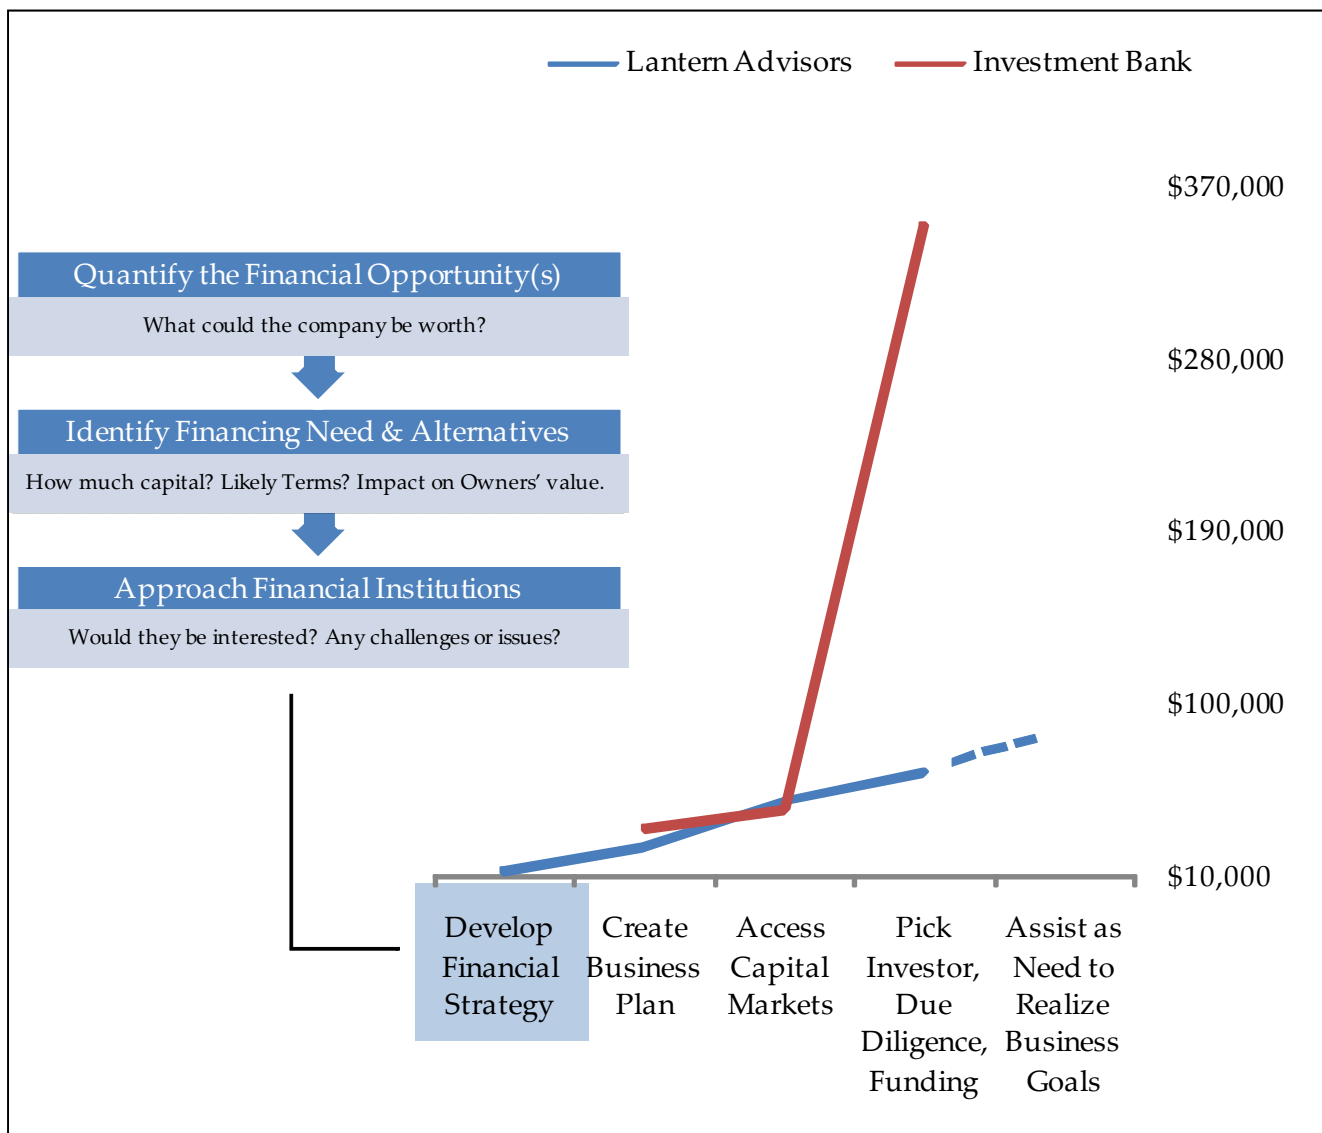 Lantern Advisors
Investment Bank
$370,000
$280,000
$190,000
$100,000
$10,000
Quantify the Financial Opportunity(s)
What could the company be worth?
Identify Financing Need & Alternatives
How much capital? Likely Terms? Impact on Owners’ value.
Approach Financial Institutions
Would they be interested? Any challenges or issues?
Develop
Financial
Strategy
Create
Business
Plan
Access
Capital
Markets
Pick
Investor,
Due
Diligence,
Funding
Assist as
Need to
Realize
Business
Goals